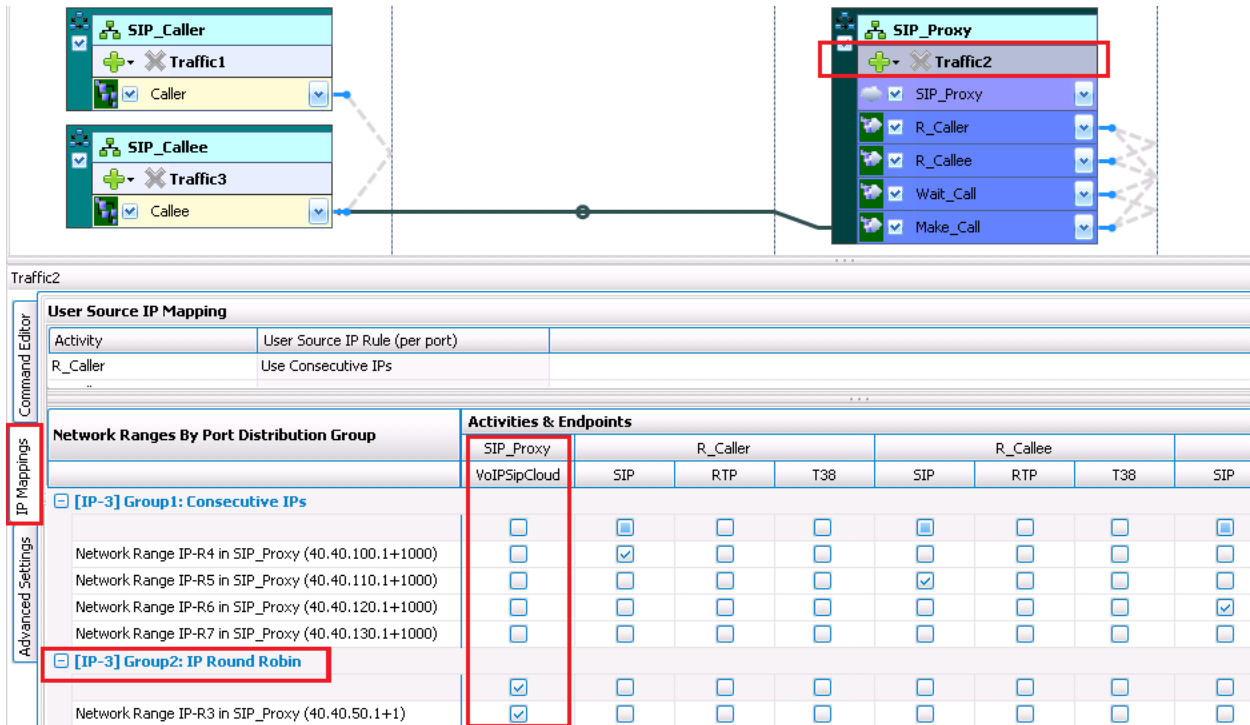 SIP_Caller
Traffic1
Caller
SIP_Callee
Traffic3
Callee
SIP_Proxy
Traffic2
SIP_Proxy
R_Caller
R_Callee
Wait_Call
Make_Call
Traffic2
Command Editor
IP Mappings
Advanced Settings
User Source IP Mapping
Activity User Source IP Rule (per port)
R_Caller Use Consecutive IPs
Network Ranges By Port Distribution Group Activities & Endpoints
SIP_Proxy R_Caller R_Callee
VoIPSipCloud SIP RTP T38 SIP RTP T38 SIP
[IP-3] Group1: Consecutive IPs
Network Range IP-R4 in SIP_Proxy (40.40.100.1+1000)
Network Range IP-R5 in SIP_Proxy (40.40.110.1+1000)
Network Range IP-R6 in SIP_Proxy (40.40.120.1+1000)
Network Range IP-R7 in SIP_Proxy (40.40.130.1+1000)
[IP-3] Group2: IP Round Robin
Network Range IP-R3 in SIP_Proxy (40.40.50.1+1)